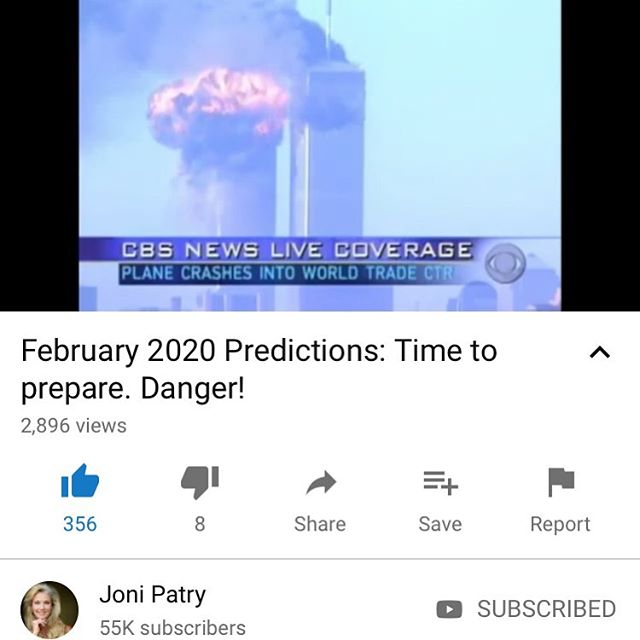 CBS NEWS LIVE COVERAGE
PLANE CRASHES INTO WORLD TRADE CTR
February 2020 Predictions: Time to
prepare. Danger!
2,896 views
356
8
Share
Save
Report
Joni Patry
55K subscribers
SUBSCRIBED